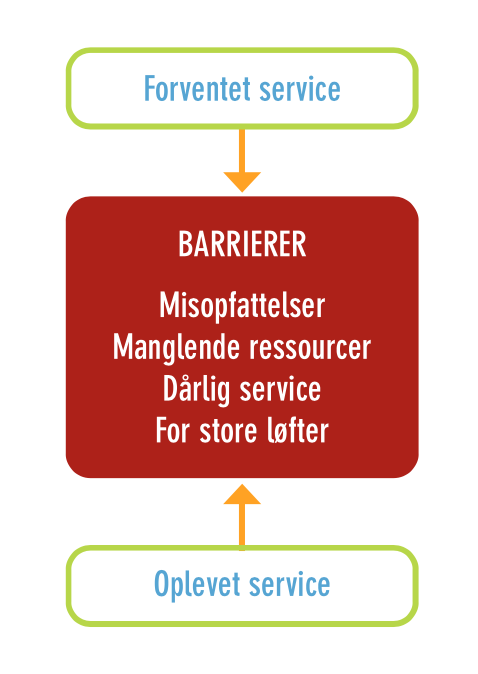 Forventet service
BARRIERER
Misopfattelser
Manglende ressourcer
Dårlig service
For store løfter
Oplevet service